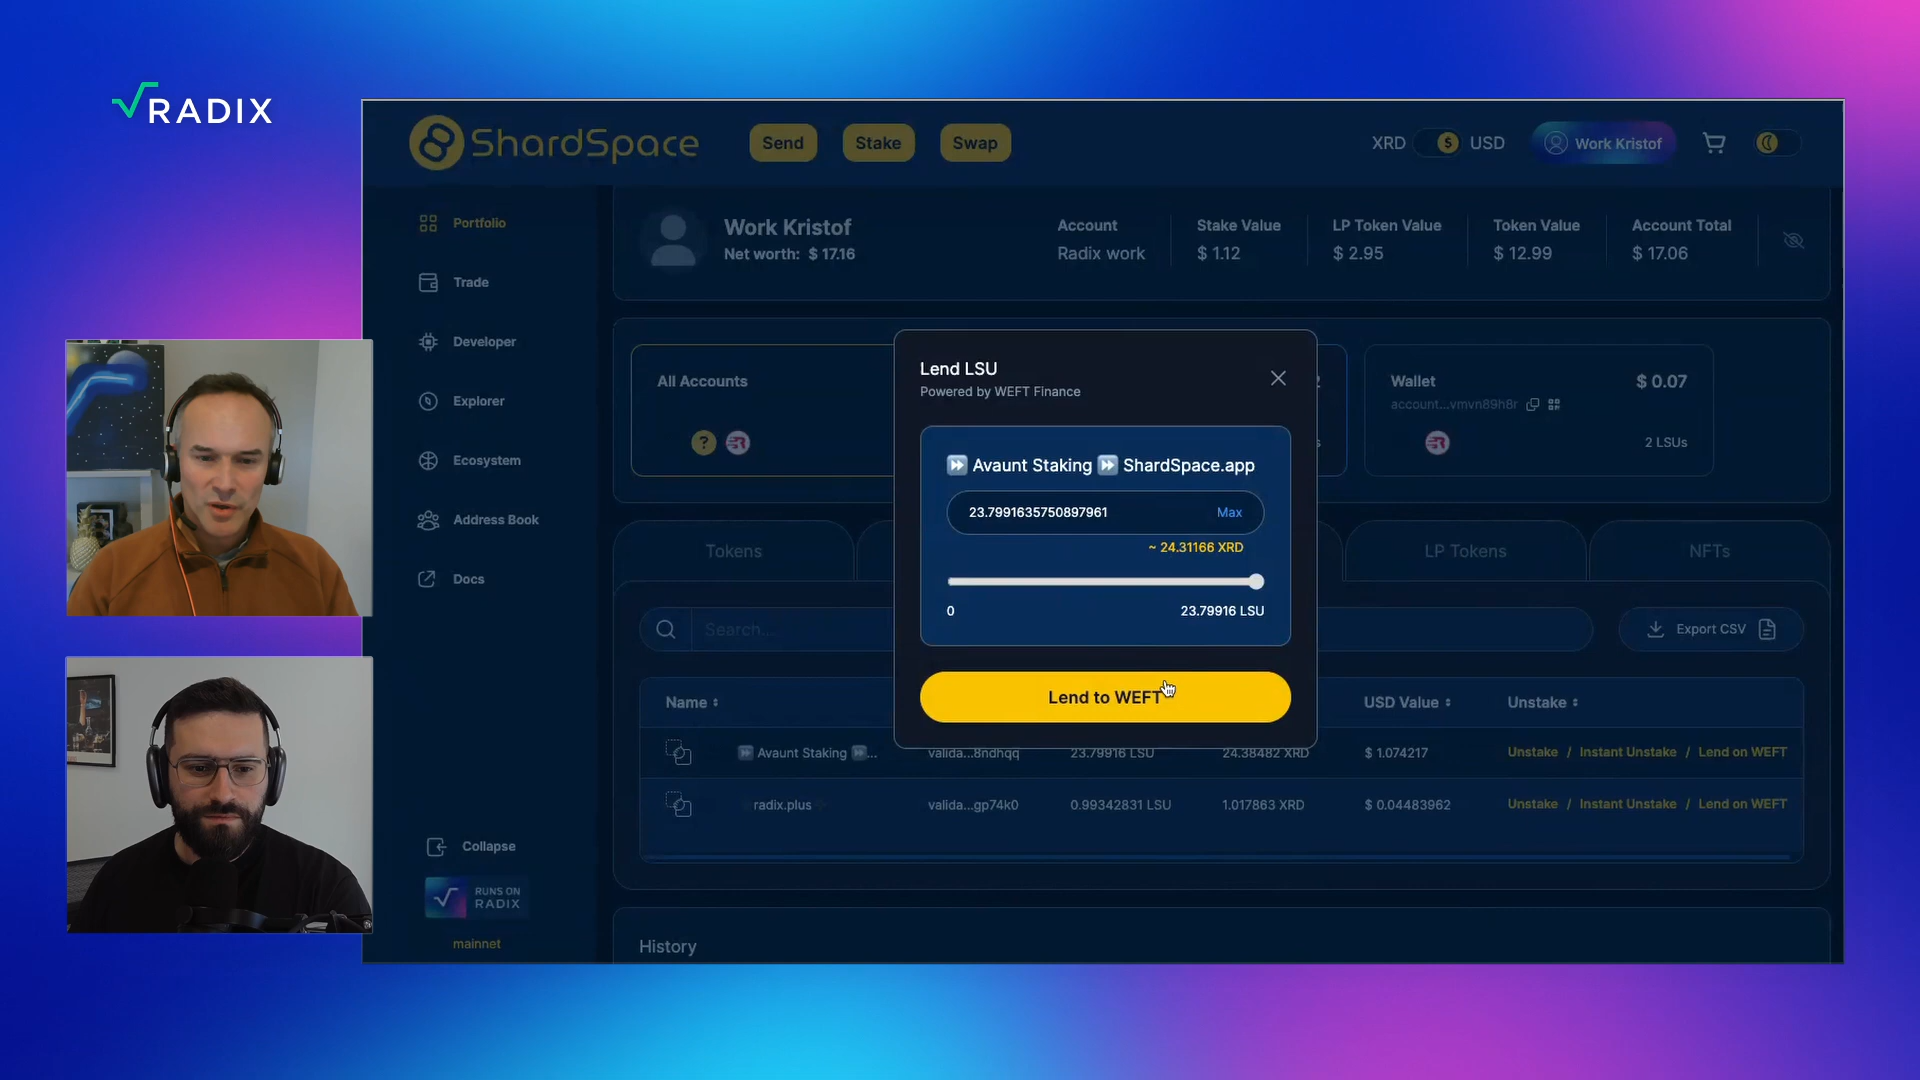 RADIX
ShardSpace
Send
Stake
Swap
XRD
$
USD
Work Kristof
Portfolio
Trade
Developer
Explorer
Ecosystem
Address Book
Docs
Collapse
RUNS ON
RADIX
mainnet
Work Kristof
Net worth: $ 17.16
Account
Radix work
Stake Value
$ 1.12
LP Token Value
$ 2.95
Token Value
$ 12.99
Account Total
$ 17.06
All Accounts
?
Wallet
$ 0.07
account...vmvn89h8r
2 LSUs
Lend LSU
Powered by WEFT Finance
Avaunt Staking ⏩ ShardSpace.app
23.7991635750897961
Max
~ 24.31166 XRD
0
23.79916 LSU
Lend to WEFT
Tokens
LP Tokens
NFTs
Search...
Export CSV
Name
USD Value
Unstake
Avaunt Staking ⏩...
valida...8ndhqq
23.79916 LSU
24.38482 XRD
$ 1.074217
Unstake / Instant Unstake / Lend on WEFT
radix.plus
valida...gp74k0
0.99342831 LSU
1.017863 XRD
$ 0.04483962
Unstake / Instant Unstake / Lend on WEFT
History